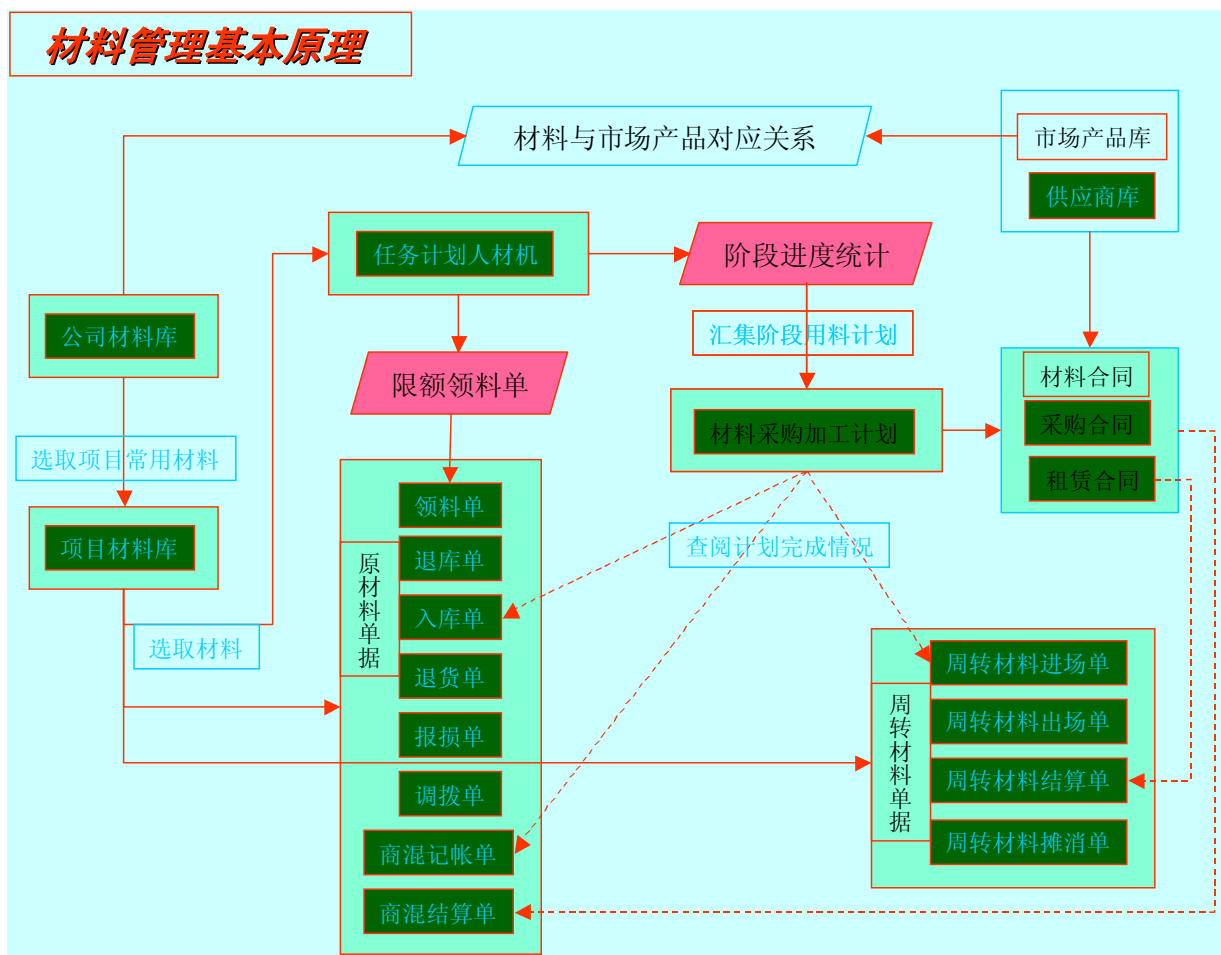 材料管理基本原理
材料与市场产品对应关系
市场产品库
供应商库
任务计划人材机
阶段进度统计
公司材料库
汇集阶段用料计划
限额领料单
材料合同
采购合同
租赁合同
材料采购加工计划
选取项目常用材料
项目材料库
选取材料
查阅计划完成情况
原材料单据
领料单
退库单
入库单
退货单
报损单
调拨单
商混记帐单
商混结算单
周转材料单据
周转材料进场单
周转材料出场单
周转材料结算单
周转材料摊消单